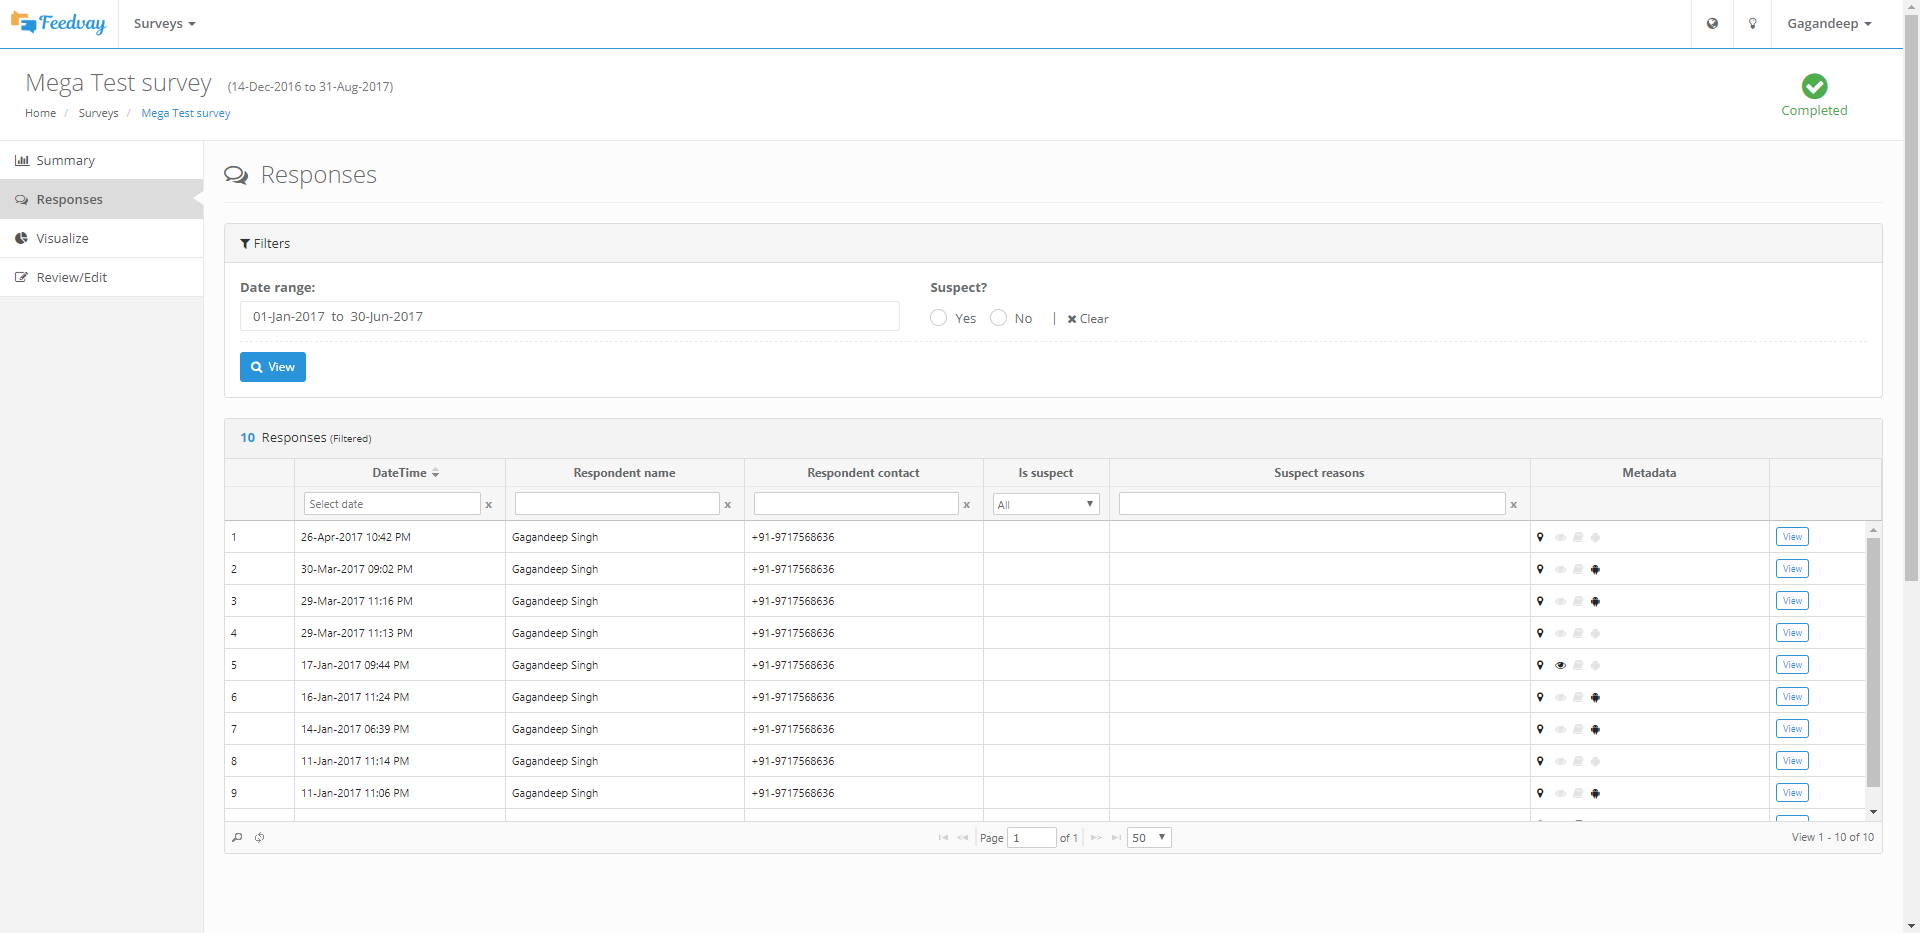 Feedvay
Surveys
Gagandeep
Mega Test survey (14-Dec-2016 to 31-Aug-2017)
Home / Surveys / Mega Test survey
Completed
Summary
Responses
Visualize
Review/Edit
Responses
Filters
Date range:
01-Jan-2017 to 30-Jun-2017
Suspect?
Yes No | Clear
View
10 Responses (Filtered)
DateTime Respondent name Respondent contact Is suspect Suspect reasons Metadata
Select date x x x All x
1 26-Apr-2017 10:42 PM Gagandeep Singh +91-9717568636 View
2 30-Mar-2017 09:02 PM Gagandeep Singh +91-9717568636 View
3 29-Mar-2017 11:16 PM Gagandeep Singh +91-9717568636 View
4 29-Mar-2017 11:13 PM Gagandeep Singh +91-9717568636 View
5 17-Jan-2017 09:44 PM Gagandeep Singh +91-9717568636 View
6 16-Jan-2017 11:24 PM Gagandeep Singh +91-9717568636 View
7 14-Jan-2017 06:39 PM Gagandeep Singh +91-9717568636 View
8 11-Jan-2017 11:14 PM Gagandeep Singh +91-9717568636 View
9 11-Jan-2017 11:06 PM Gagandeep Singh +91-9717568636 View
Page 1 of 1 50 View 1 - 10 of 10